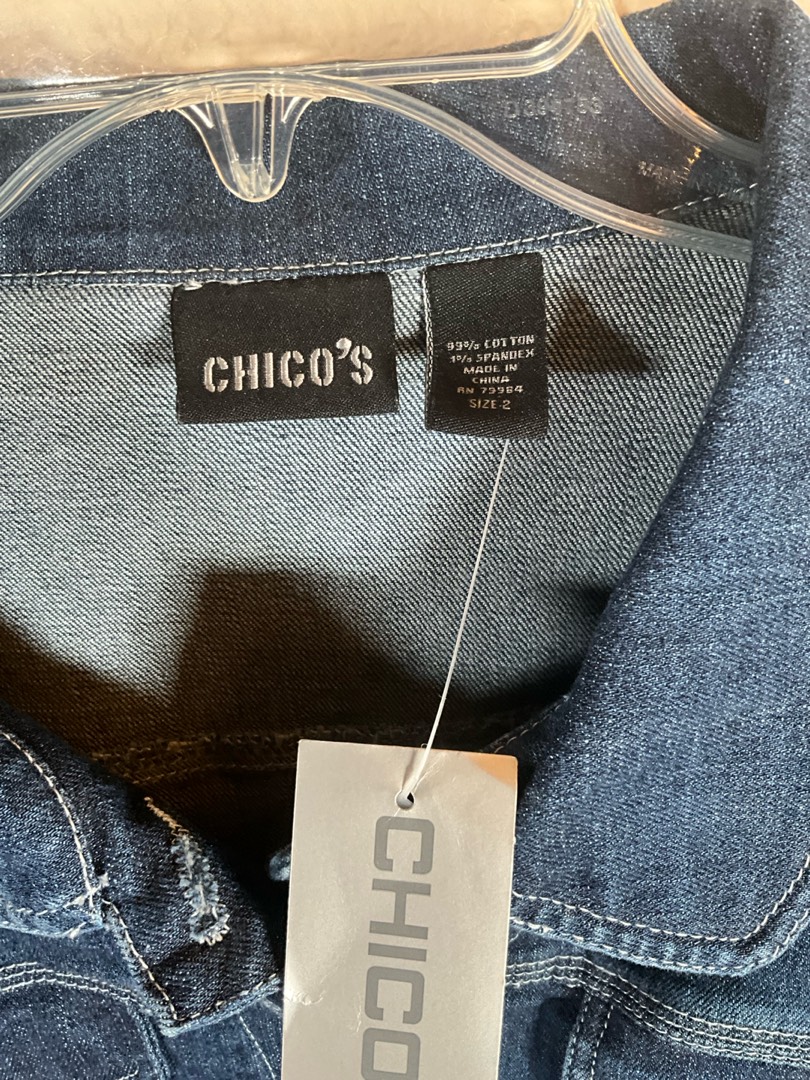 CHICO'S
99% COTTON
1% SPANDEX
MADE IN
CHINA
RN 79984
SIZE 2
CHICO